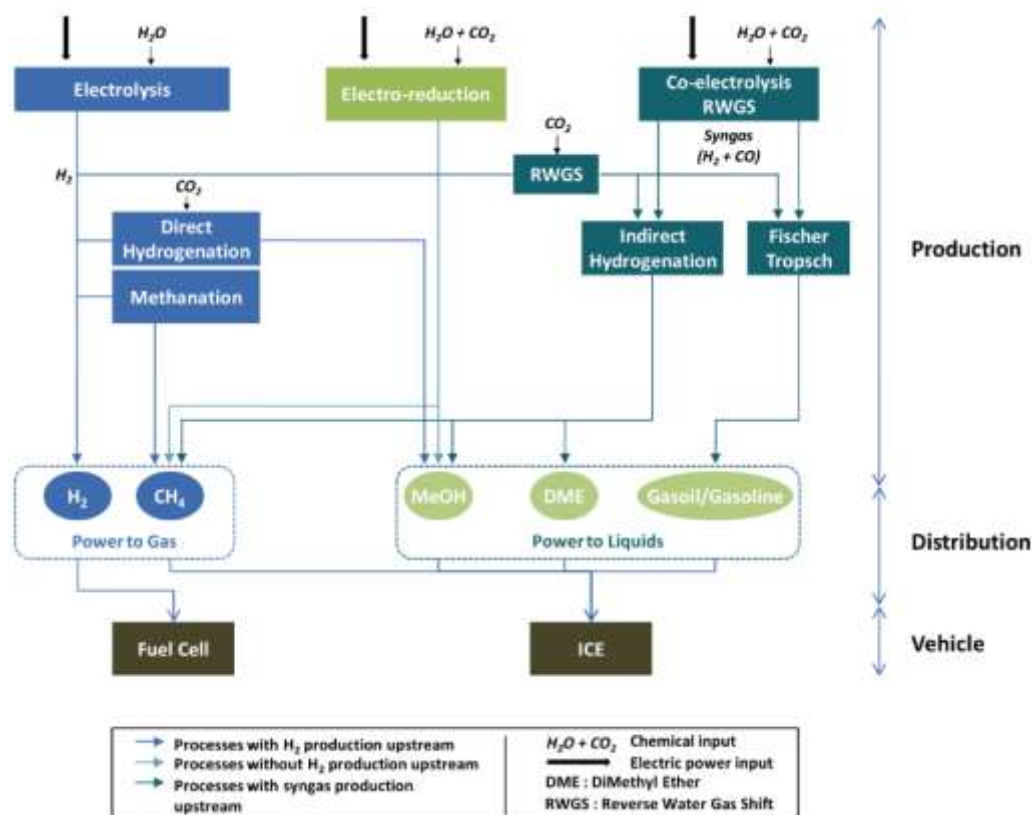 H₂O
H₂O + CO₂
H₂O + CO₂
Electrolysis
Electro-reduction
Co-electrolysis
RWGS
CO₂
Syngas
(H₂ + CO)
H₂
RWGS
CO₂
Direct
Hydrogenation
Indirect
Hydrogenation
Fischer
Tropsch
Production
Methanation
H₂
CH₄
MeOH
DME
Gasoil/Gasoline
Power to Gas
Power to Liquids
Distribution
Fuel Cell
ICE
Vehicle
Processes with H₂ production upstream
Processes without H₂ production upstream
Processes with syngas production
upstream
H₂O + CO₂ Chemical input
Electric power input
DME : DiMethyl Ether
RWGS : Reverse Water Gas Shift